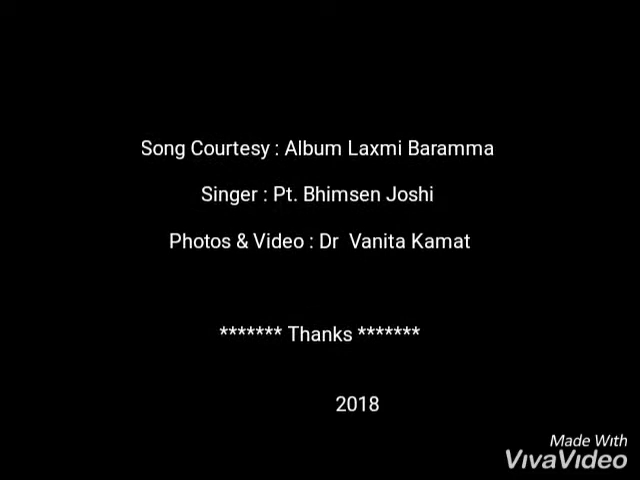 Song Courtesy : Album Laxmi Baramma
Singer : Pt. Bhimsen Joshi
Photos & Video : Dr  Vanita Kamat
******* Thanks *******
2018
Made With
VivaVideo